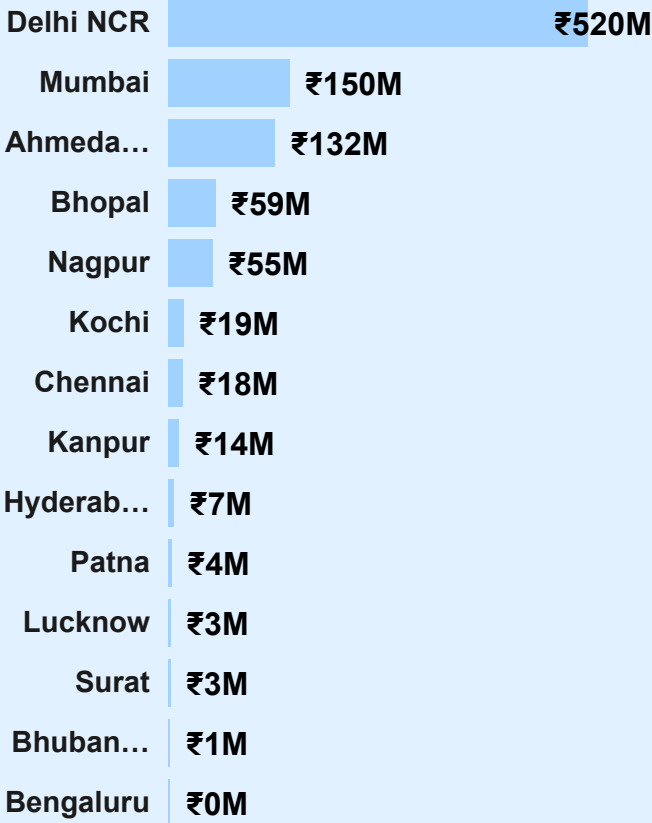 Delhi NCR ₹520M
Mumbai ₹150M
Ahmeda... ₹132M
Bhopal ₹59M
Nagpur ₹55M
Kochi ₹19M
Chennai ₹18M
Kanpur ₹14M
Hyderab... ₹7M
Patna ₹4M
Lucknow ₹3M
Surat ₹3M
Bhuban... ₹1M
Bengaluru ₹0M